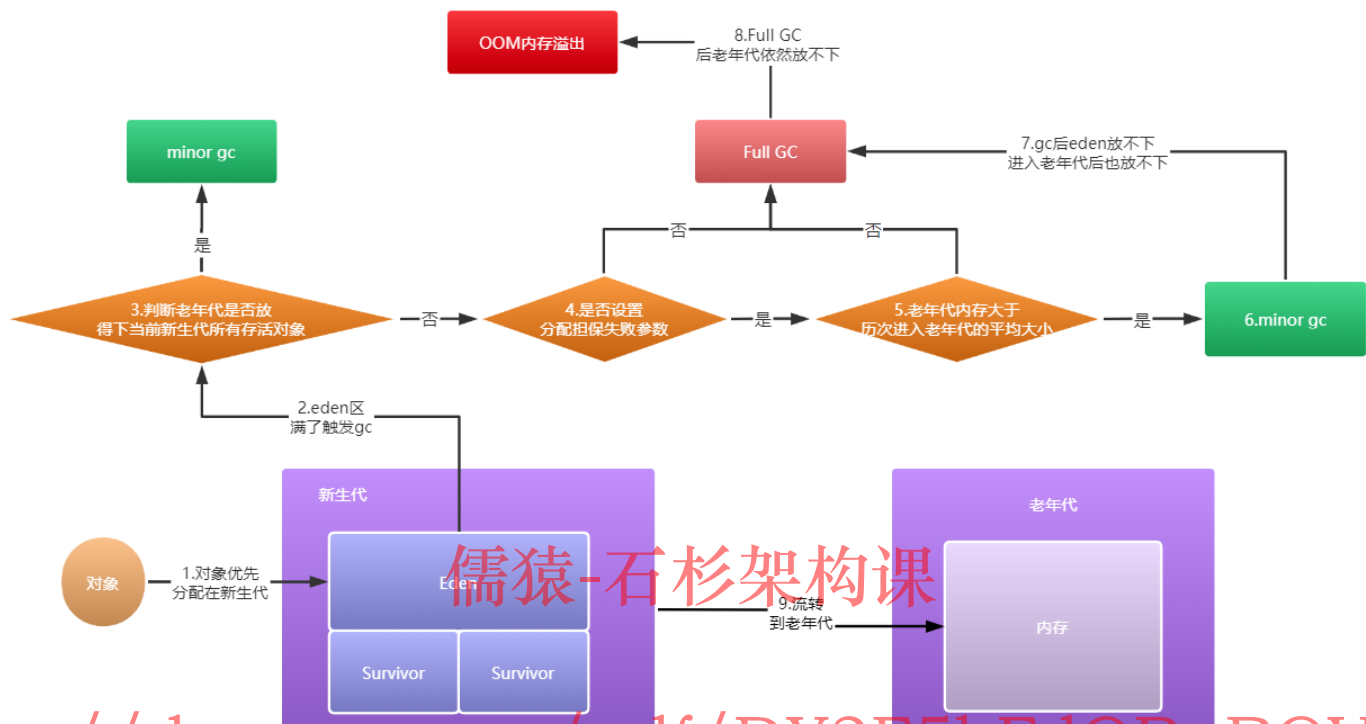 OOM内存溢出
8.Full GC
后老年代依然放不下
minor gc
Full GC
7.gc后eden放不下
进入老年代后也放不下
是
否
否
3.判断老年代是否放
得下当前新生代所有存活对象
否
4.是否设置
分配担保失败参数
是
5.老年代内存大于
历次进入老年代的平均大小
是
6.minor gc
2.eden区
满了触发gc
新生代
老年代
对象
1.对象优先
分配在新生代
Eden
儒猿-石杉架构课
9.流转
到老年代
内存
Survivor
Survivor